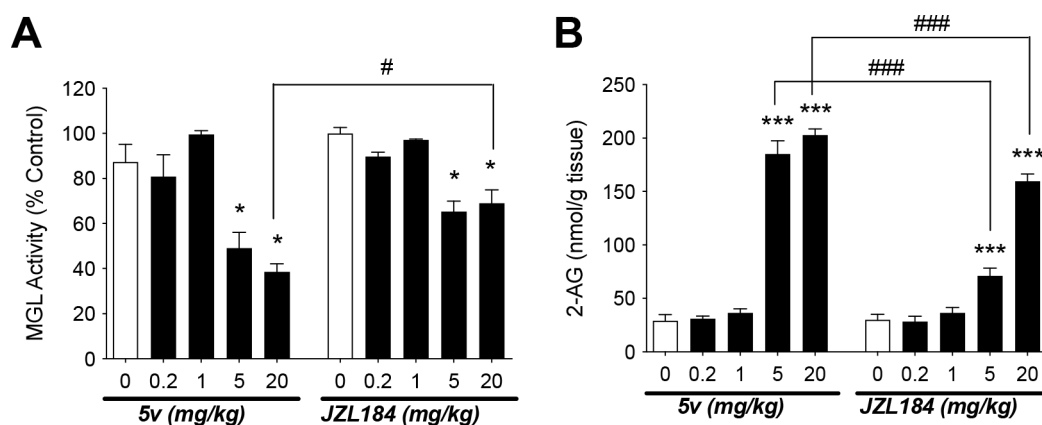 A
MGL Activity (% Control)
120
100
80
60
40
20
0
#
* * * *
0 0.2 1 5 20 0 0.2 1 5 20
5v (mg/kg) JZL184 (mg/kg)
B
2-AG (nmol/g tissue)
250
200
150
100
50
0
###
###
*** *** *** ***
0 0.2 1 5 20 0 0.2 1 5 20
5v (mg/kg) JZL184 (mg/kg)